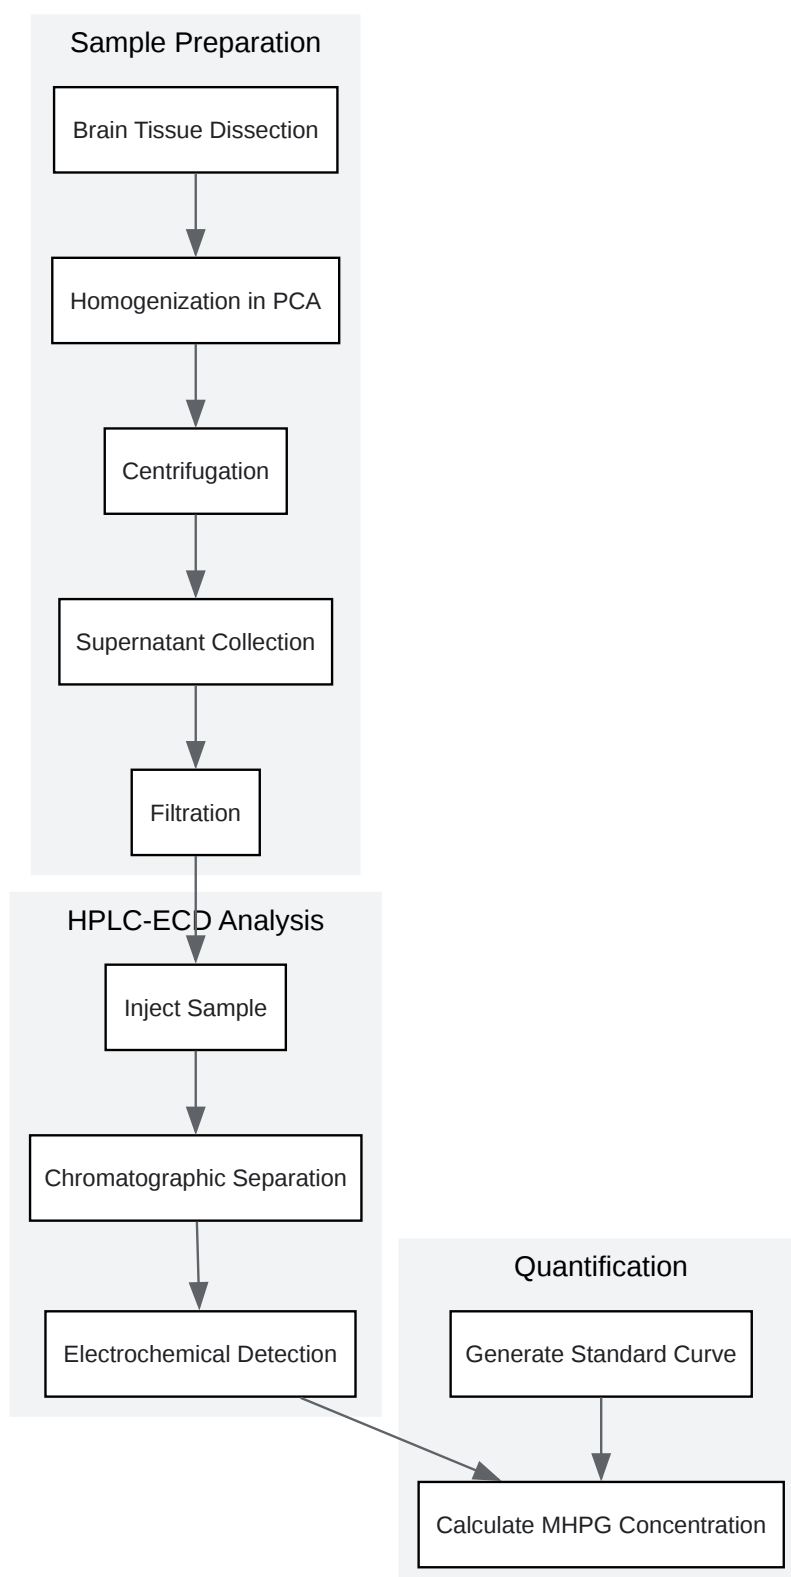 Sample Preparation
Brain Tissue Dissection
Homogenization in PCA
Centrifugation
Supernatant Collection
Filtration
HPLC-ECD Analysis
Inject Sample
Chromatographic Separation
Electrochemical Detection
Quantification
Generate Standard Curve
Calculate MHPG Concentration